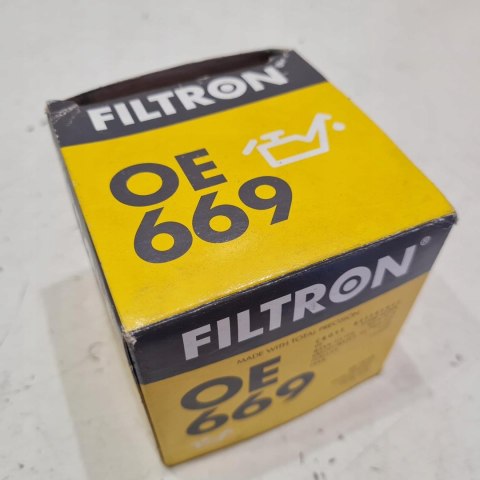 FILTRON®
OE
669
FILTRON®
MADE WITH TOTAL PRECISION
OE
669